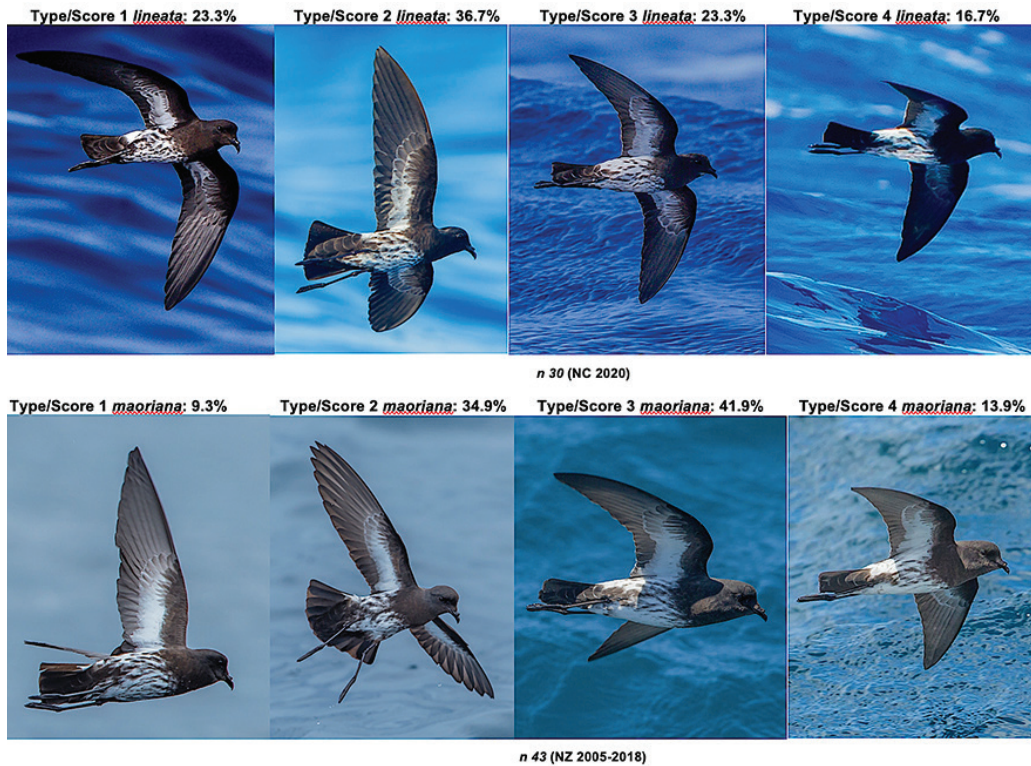 Type/Score 1 lineata: 23.3% Type/Score 2 lineata: 36.7% Type/Score 3 lineata: 23.3% Type/Score 4 lineata: 16.7%
n 30 (NC 2020)
Type/Score 1 maoriana: 9.3% Type/Score 2 maoriana: 34.9% Type/Score 3 maoriana: 41.9% Type/Score 4 maoriana: 13.9%
n 43 (NZ 2005-2018)